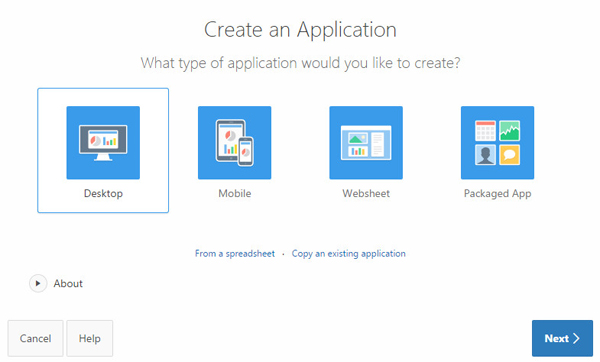 Create an Application
What type of application would you like to create?
Desktop Mobile Websheet Packaged App
From a spreadsheet • Copy an existing application
About
Cancel Help Next